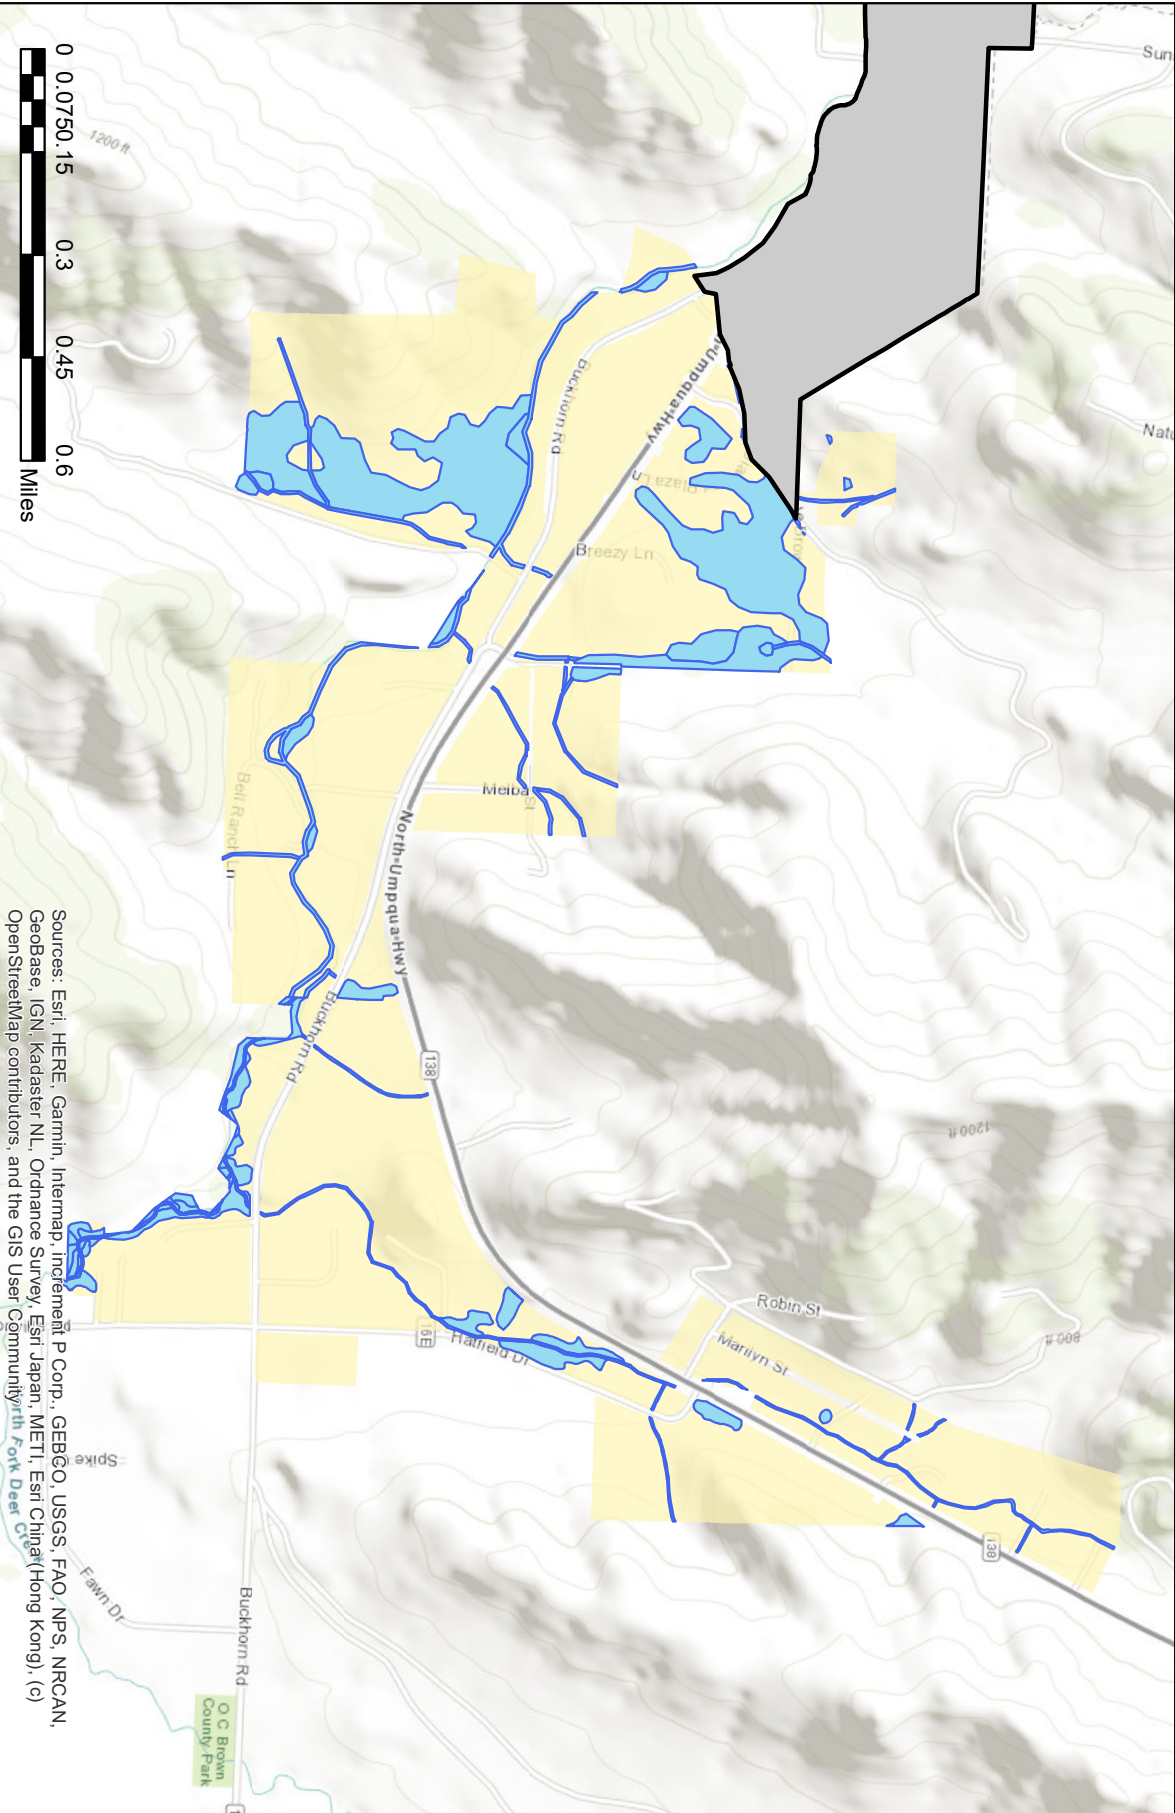 0 0.0750.15 0.3 0.45 0.6
Miles
1200 ft
Buckhorn Rd
Umpqua Hwy
Plaza Ln
Breezy Ln
Melba St
Bell Ranch Ln
North Umpqua Hwy
Buckhorn Rd
138
1200 ft
Robin St
Marilyn St
800 ft
16E
Hatfield Dr
138
Spike
Fawn Dr
Buckhorn Rd
O C Brown
County Park
Sources: Esri, HERE, Garmin, Intermap, increment P Corp., GEBCO, USGS, FAO, NPS, NRCAN,
GeoBase, IGN, Kadaster NL, Ordnance Survey, Esri Japan, METI, Esri China (Hong Kong), (c)
OpenStreetMap contributors, and the GIS User Community
Fork Deer